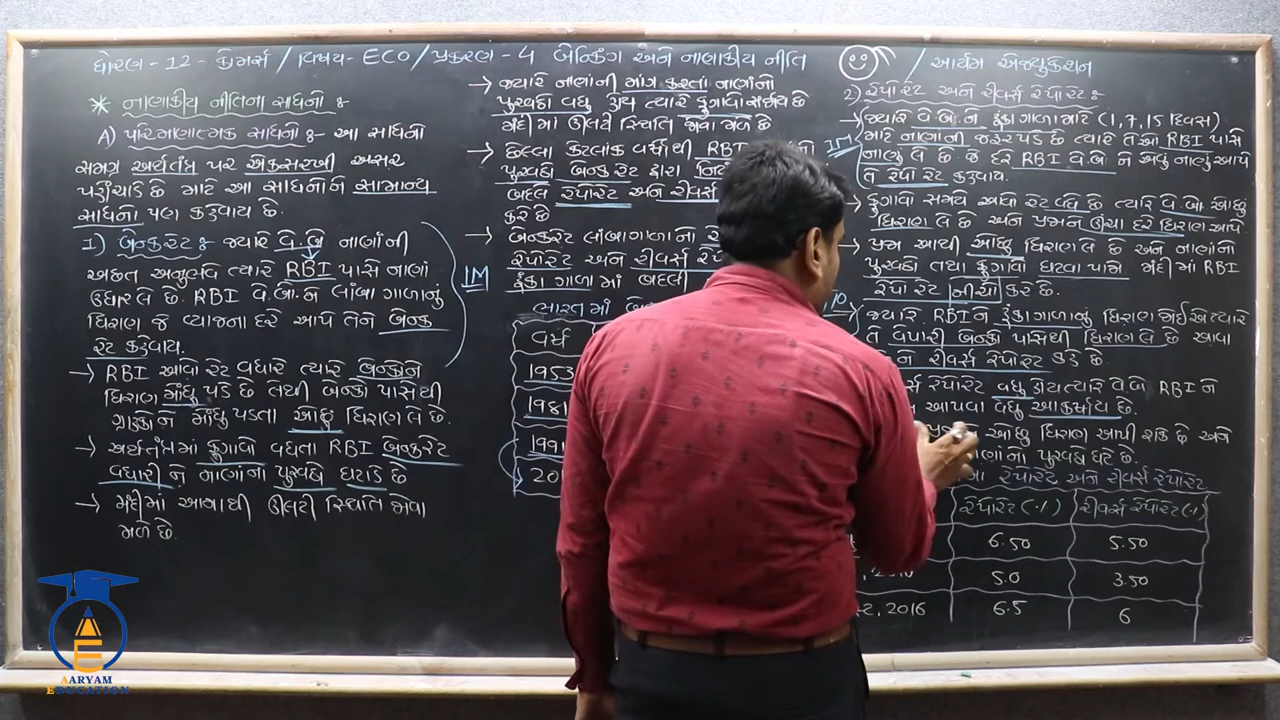 ધોરણ - 12 - કોમર્સ / વિષય - ECO / પ્રકરણ - 4 બેન્કિંગ અને નાણાકીય નીતિ / આર્યમ એજ્યુકેશન
* નાણાકીય નીતિના સાધનો :-
A) પરિમાણાત્મક સાધનો :- આ સાધનો
સમગ્ર અર્થતંત્ર પર એકસરખી અસર
પહોંચાડે છે માટે આ સાધનોને સામાન્ય
સાધનો પણ કહેવાય છે.
1) બેન્કરેટ :- જ્યારે વે.બે નાણાંની
અછત અનુભવે ત્યારે RBI પાસે નાણાં
ઉધાર લે છે. RBI વે.બે.ને લાંબા ગાળાનું
ધિરાણ જે વ્યાજના દરે આપે તેને બેન્ક
રેટ કહેવાય.
→ RBI આવો રેટ વધારે ત્યારે બેન્કોને
ધિરાણ મોંઘુ પડે છે તેથી બેન્કો પાસેથી
ગ્રાહકોને મોંઘુ પડતા ઓછુ ધિરાણ લે છે.
→ અર્થતંત્રમાં ફુગાવો વધતા RBI બેન્કરેટ
વધારી ને નાણાંના પુરવઠો ઘટાડે છે
→ મંદીમાં આનાથી ઊલટી સ્થિતિ જોવા
મળે છે.
1M
→ જ્યારે નાણાંની માંગ કરતાં નાણાંનો
પુરવઠો વધુ હોય ત્યારે ફુગાવો સર્જાય છે
મંદીમાં ઊલટી સ્થિતિ જોવા મળે છે
→ છેલ્લા કેટલાંક વર્ષોથી RBI
પુરવઠો બેન્ક રેટ દ્વારા
બદલે રેપોરેટ અને રીવર્સ
કરે છે
→ બેન્કરેટ લાંબાગાળાનો
રેપોરેટ અને રીવર્સ
ટૂંકા ગાળામાં બદલી
ભારત માં
વર્ષ
1953
1981
1991
2) રેપોરેટ અને રીવર્સ રેપોરેટ :-
→ જ્યારે વે.બે.ને ટૂંકા ગાળા માટે (1, 7, 15 દિવસ)
માટે નાણાંની જરૂર પડે છે ત્યારે તેઓ RBI પાસે
નાણું લે છે. જે દરે RBI વે.બે ને આવું નાણું આપે
તે રેપો રેટ કહેવાય.
→ ફુગાવા સમયે આવો રેટ વધે છે ત્યારે વે.બે. ઓછુ
ધિરાણ લે છે અને પ્રજાને ઊંચા દરે ધિરાણ આપે
→ પ્રજા આથી ઓછુ ધિરાણ લે છે અને નાણાંનો
પુરવઠો તથા ફુગાવો ઘટવા પામે મંદી માં RBI
રેપો રેટ નીચો કરે છે.
→ જ્યારે RBI ને ટૂંકાગાળાનું ધિરાણ જોઈએ ત્યારે
તે વેપારી બેન્કો પાસેથી ધિરાણ લે છે આવા
ને રીવર્સ રેપોરેટ કહે છે.
રેપોરેટ વધુ હોય ત્યારે વે.બે RBI ને
આપવા વધુ આકર્ષાય છે.
ઓછુ ધિરાણ આપી શકે છે અને
પુરવઠો ઘટે છે.
રેપોરેટ અને રીવર્સ રેપોરેટ
રેપોરેટ (%) રીવર્સ રેપોરેટ (%)
6.50 5.50
5.0 3.50
2016 6.5 6
AARYAM
EDUCATION